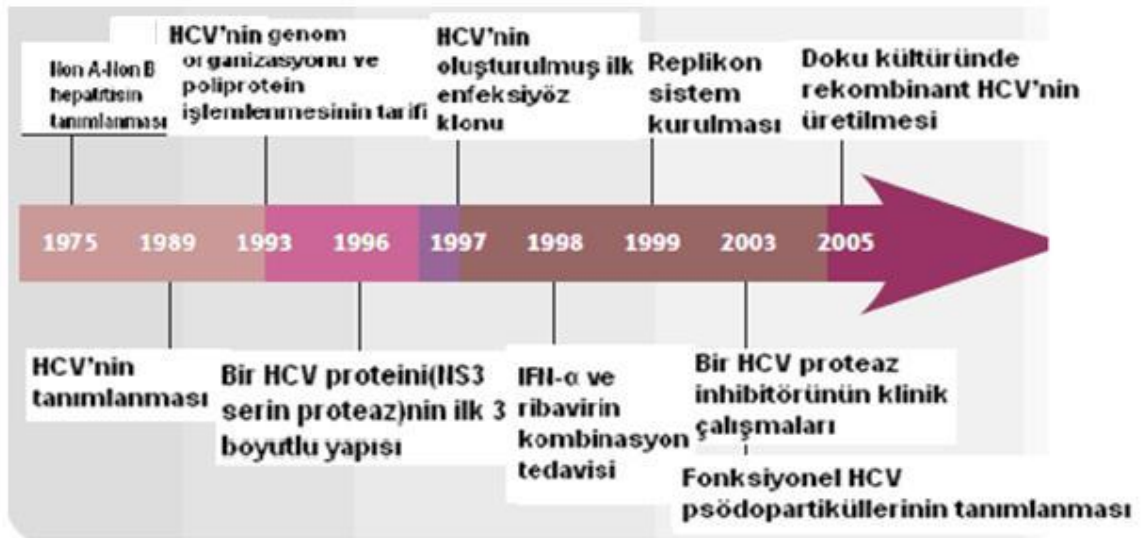 Non A-Non B
hepatitisin
tanımlanması
HCV'nin genom
organizasyonu ve
poliprotein
işlemlenmesinin tarifi
HCV'nin
oluşturulmuş ilk
enfeksiyöz
klonu
Replikon
sistem
kurulması
Doku kültüründe
rekombinant HCV'nin
üretilmesi
1975 1989 1993 1996 1997 1998 1999 2003 2005
HCV'nin
tanımlanması
Bir HCV proteini(NS3
serin proteaz)nin ilk 3
boyutlu yapısı
IFN-α ve
ribavirin
kombinasyon
tedavisi
Bir HCV proteaz
inhibitörünün klinik
çalışmaları
Fonksiyonel HCV
psödopartiküllerinin tanımlanması